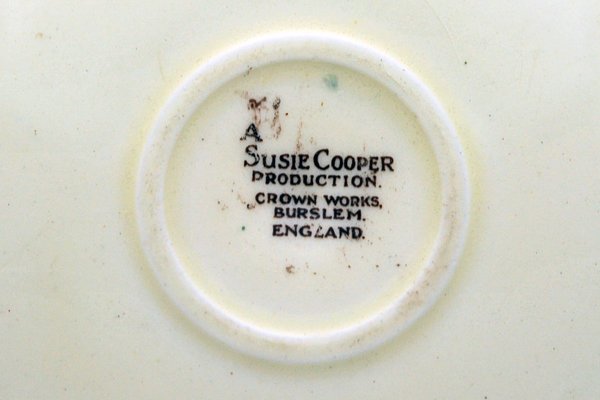 A
SUSIE COOPER
PRODUCTION.
CROWN WORKS,
BURSLEM.
ENGLAND.